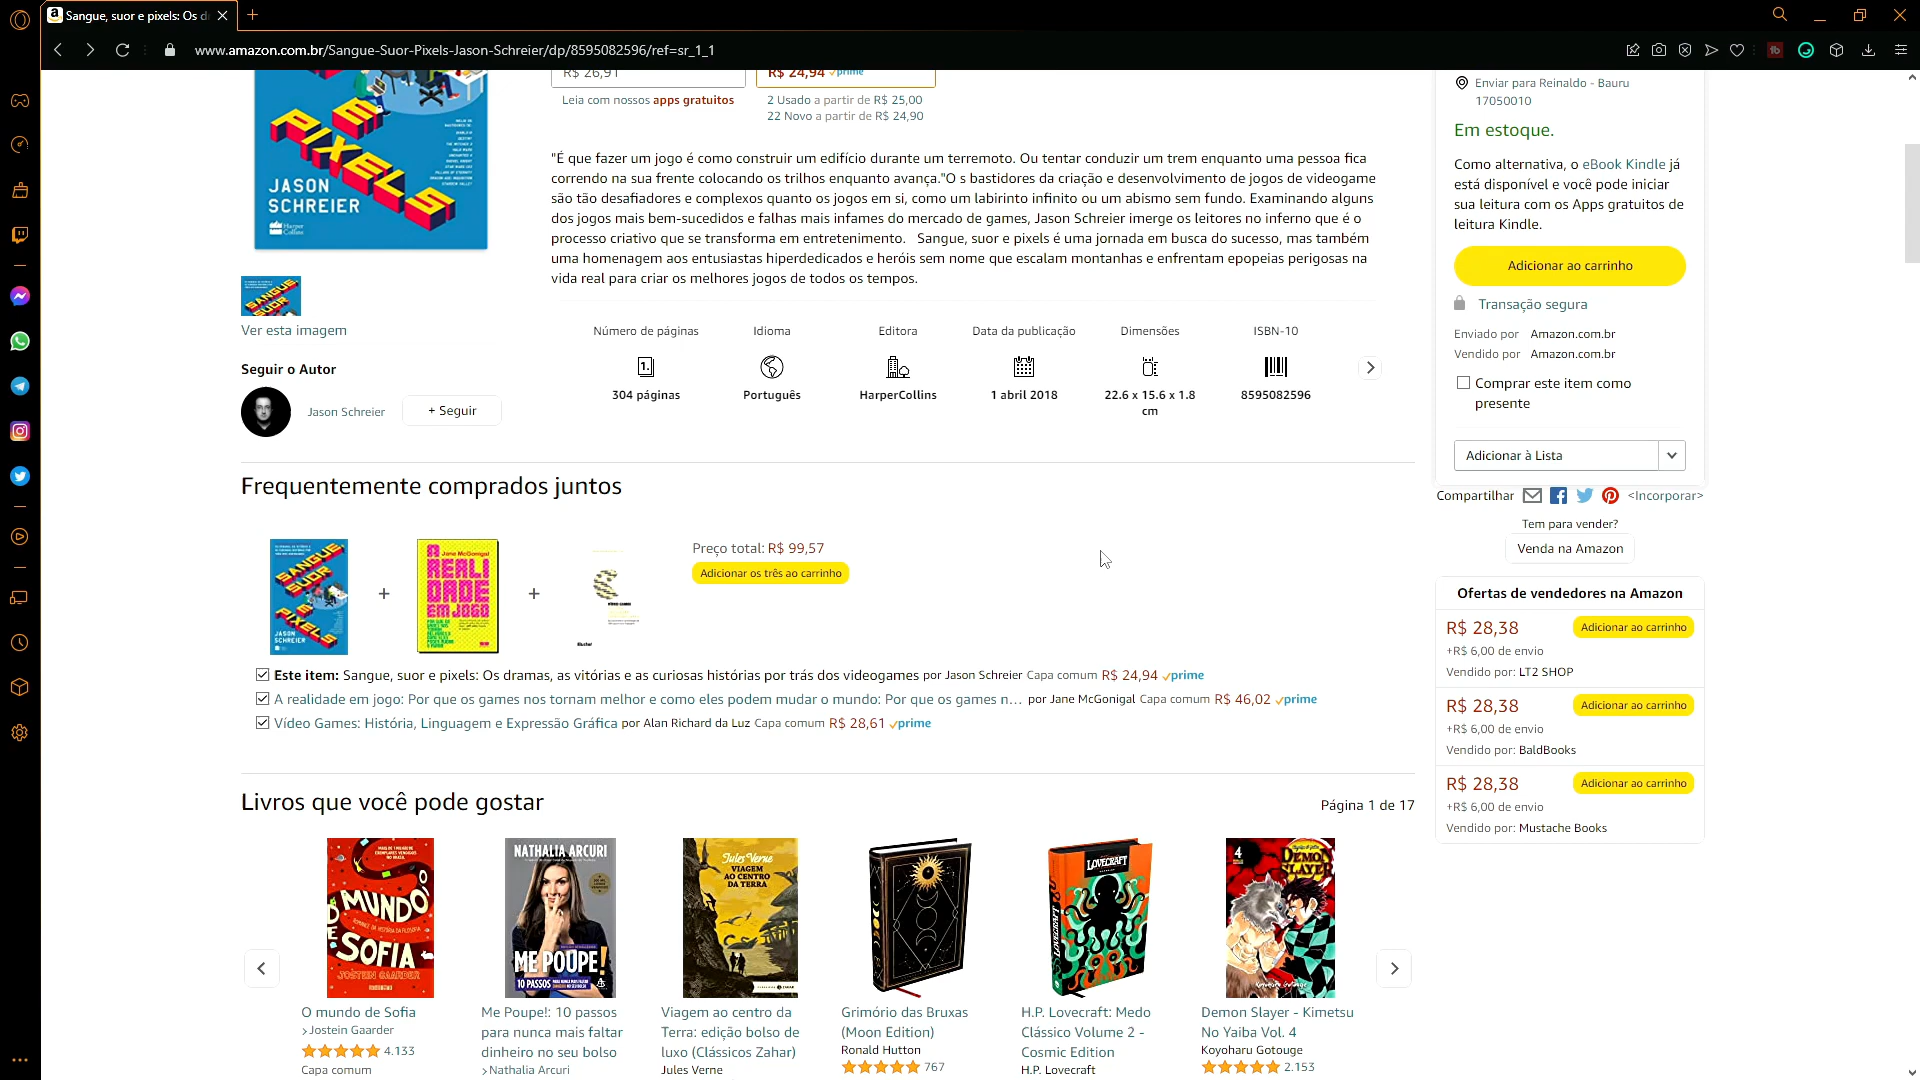 Sangue, suor e pixels: Os d
www.amazon.com.br/Sangue-Suor-Pixels-Jason-Schreier/dp/8595082596/ref=sr_1_1
R$ 26,91
R$ 24,94 prime
Leia com nossos apps gratuitos
2 Usado a partir de R$ 25,00
22 Novo a partir de R$ 24,90
E
PIXELS
JASON
SCHREIER
Harper
Collins
"É que fazer um jogo é como construir um edifício durante um terremoto. Ou tentar conduzir um trem enquanto uma pessoa fica
correndo na sua frente colocando os trilhos enquanto avança."O s bastidores da criação e desenvolvimento de jogos de videogame
são tão desafiadores e complexos quanto os jogos em si, como um labirinto infinito ou um abismo sem fundo. Examinando alguns
dos jogos mais bem-sucedidos e falhas mais infames do mercado de games, Jason Schreier imerge os leitores no inferno que é o
processo criativo que se transforma em entretenimento.   Sangue, suor e pixels é uma jornada em busca do sucesso, mas também
uma homenagem aos entusiastas hiperdedicados e heróis sem nome que escalam montanhas e enfrentam epopeias perigosas na
vida real para criar os melhores jogos de todos os tempos.
SANGUE
SUOR
Ver esta imagem
Seguir o Autor
Jason Schreier
+ Seguir
Número de páginas
304 páginas
Idioma
Português
Editora
HarperCollins
Data da publicação
1 abril 2018
Dimensões
22.6 x 15.6 x 1.8
cm
ISBN-10
8595082596
Enviar para Reinaldo - Bauru
17050010
Em estoque.
Como alternativa, o eBook Kindle já
está disponível e você pode iniciar
sua leitura com os Apps gratuitos de
leitura Kindle.
Adicionar ao carrinho
Transação segura
Enviado por Amazon.com.br
Vendido por Amazon.com.br
Comprar este item como
presente
Adicionar à Lista
Compartilhar <Incorporar>
Tem para vender?
Venda na Amazon
Ofertas de vendedores na Amazon
R$ 28,38 Adicionar ao carrinho
+R$ 6,00 de envio
Vendido por: LT2 SHOP
R$ 28,38 Adicionar ao carrinho
+R$ 6,00 de envio
Vendido por: BaldBooks
R$ 28,38 Adicionar ao carrinho
+R$ 6,00 de envio
Vendido por: Mustache Books
Frequentemente comprados juntos
SANGUE
SUOR
E
PIXELS
JASON
SCHREIER
+
Jane McGonigal
A
REALI
DADE
EM JOGO
+
Preço total: R$ 99,57
Adicionar os três ao carrinho
Este item: Sangue, suor e pixels: Os dramas, as vitórias e as curiosas histórias por trás dos videogames por Jason Schreier Capa comum R$ 24,94 prime
A realidade em jogo: Por que os games nos tornam melhor e como eles podem mudar o mundo: Por que os games n… por Jane McGonigal Capa comum R$ 46,02 prime
Vídeo Games: História, Linguagem e Expressão Gráfica por Alan Richard da Luz Capa comum R$ 28,61 prime
Livros que você pode gostar
Página 1 de 17
O
MUNDO
DE
SOFIA
JOSTEIN GAARDER
O mundo de Sofia
Jostein Gaarder
4.133
Capa comum
NATHALIA ARCURI
ME POUPE!
10 PASSOS
Me Poupe!: 10 passos
para nunca mais faltar
dinheiro no seu bolso
Nathalia Arcuri
Jules Verne
VIAGEM
AO CENTRO
DA TERRA
Viagem ao centro da
Terra: edição bolso de
luxo (Clássicos Zahar)
Jules Verne
Grimório das Bruxas
(Moon Edition)
Ronald Hutton
767
LOVECRAFT
LOVECRAFT
H.P. Lovecraft: Medo
Clássico Volume 2 -
Cosmic Edition
H.P. Lovecraft
4
DEMON
SLAYER
Koyoharu Gotouge
Demon Slayer - Kimetsu
No Yaiba Vol. 4
Koyoharu Gotouge
2.153